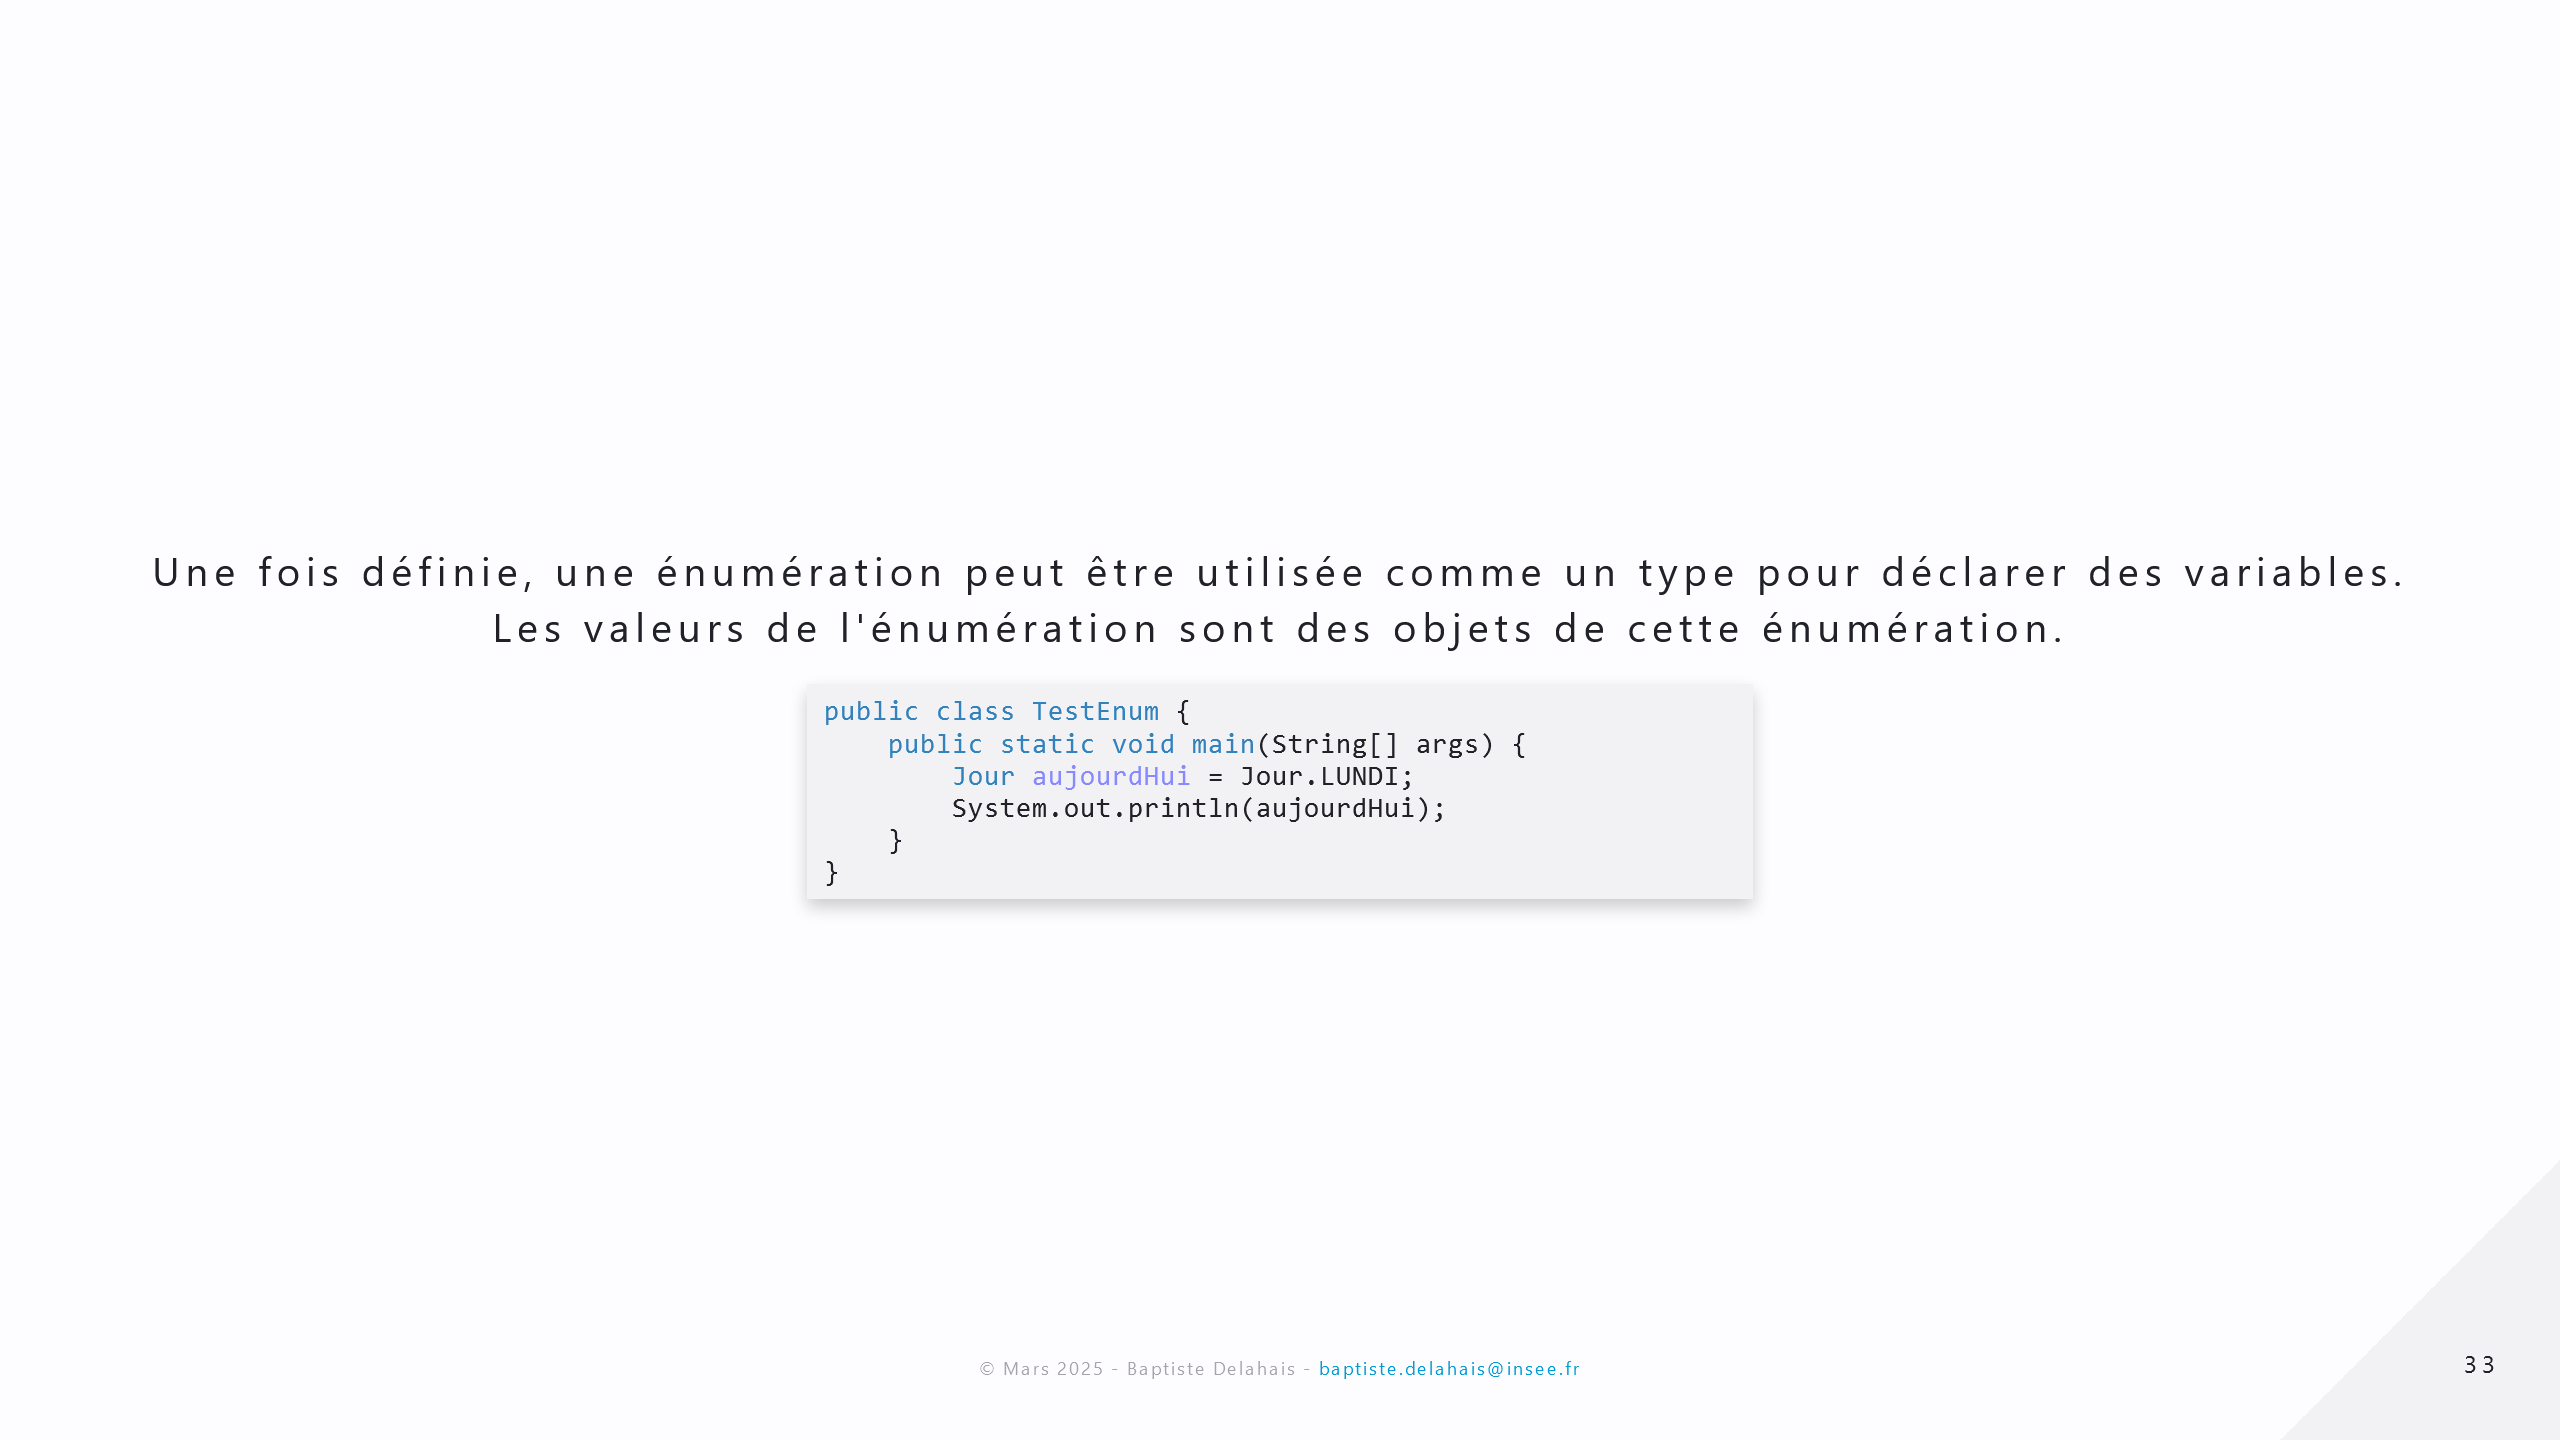 Une fois définie, une énumération peut être utilisée comme un type pour déclarer des variables.
Les valeurs de l'énumération sont des objets de cette énumération.
public class TestEnum {
    public static void main(String[] args) {
        Jour aujourdHui = Jour.LUNDI;
        System.out.println(aujourdHui);
    }
}
© Mars 2025 - Baptiste Delahais - baptiste.delahais@insee.fr
33